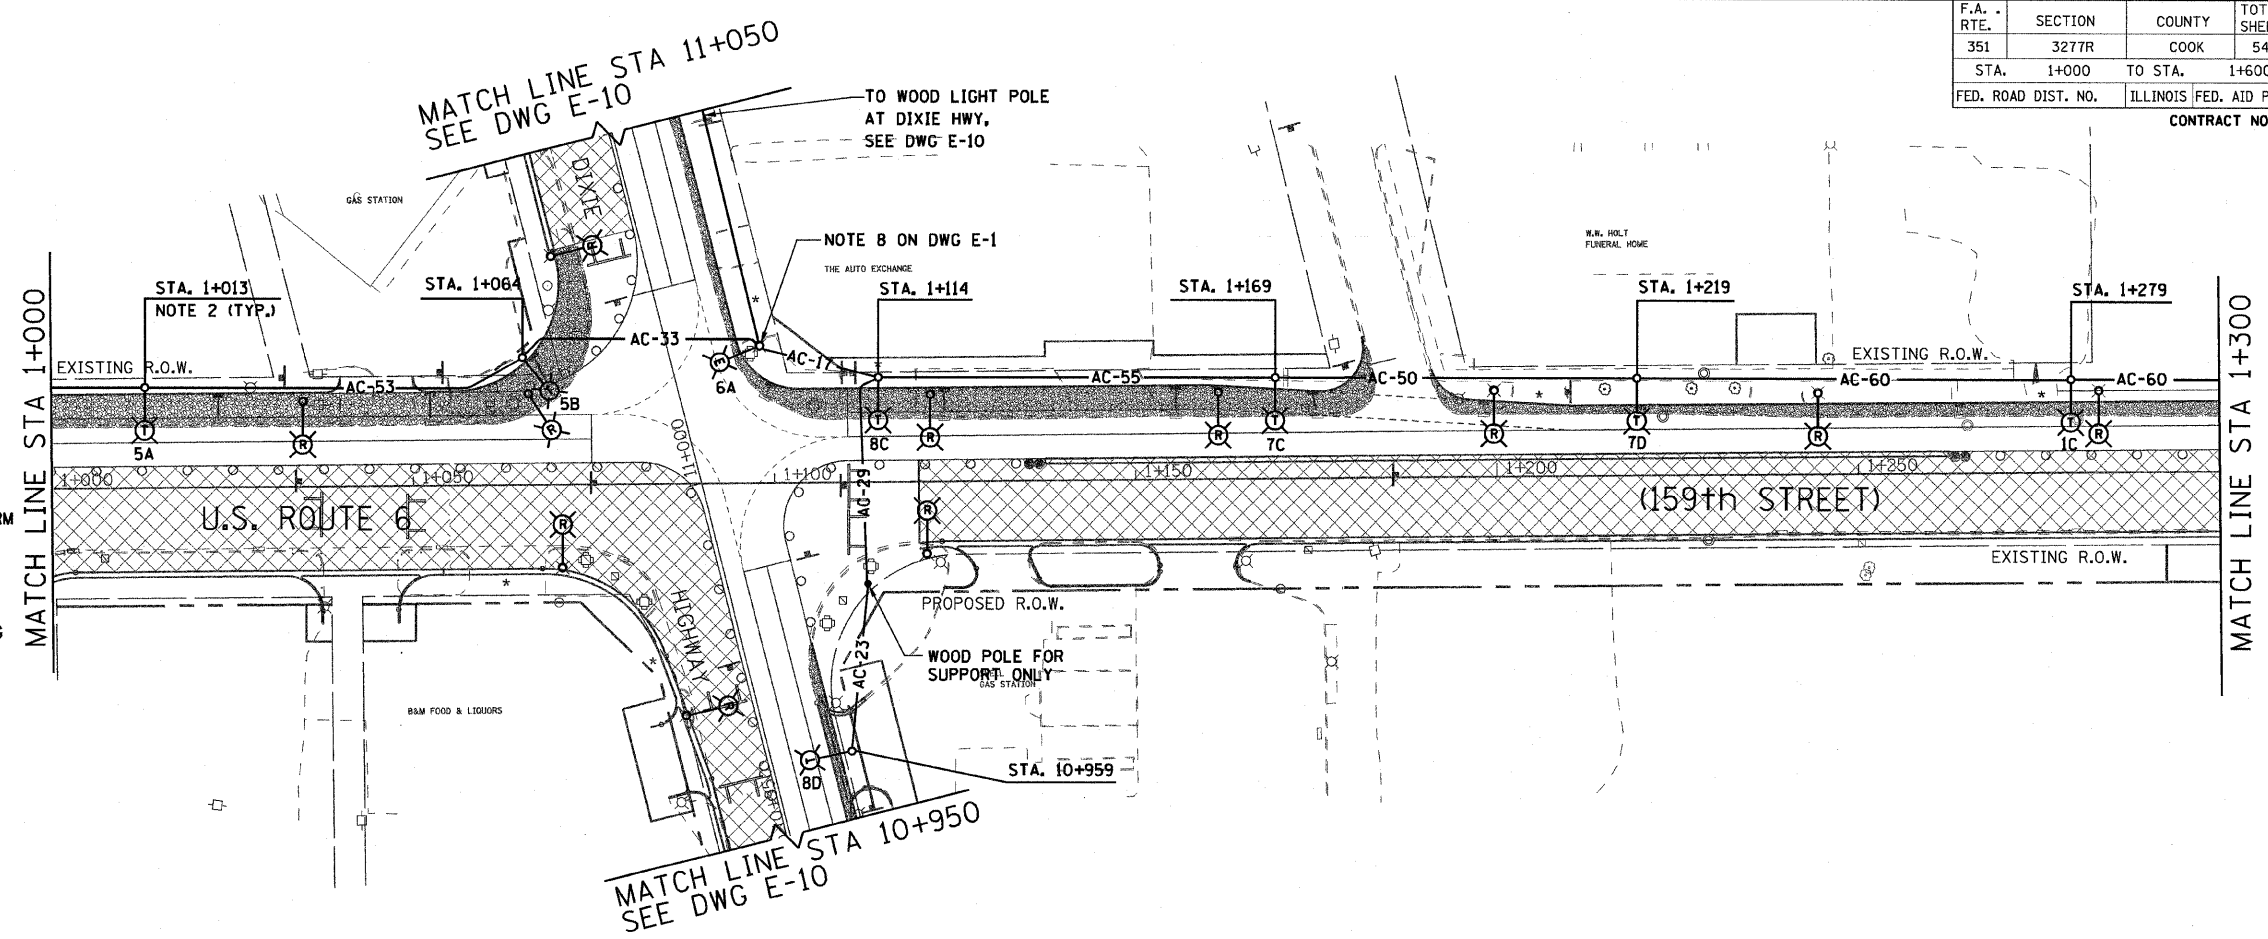 F.A. .
RTE.
SECTION
COUNTY
351
3277R
COOK
54
STA. 1+000 TO STA. 1+600
FED. ROAD DIST. NO.
ILLINOIS
FED. AID
CONTRACT NO
MATCH LINE STA 11+050
SEE DWG E-10
TO WOOD LIGHT POLE
AT DIXIE HWY,
SEE DWG E-10
DIXIE
GAS STATION
NOTE 8 ON DWG E-1
THE AUTO EXCHANGE
W.W. HOLT
FUNERAL HOME
STA. 1+013
NOTE 2 (TYP.)
STA. 1+064
STA. 1+114
STA. 1+169
STA. 1+219
STA. 1+279
MATCH LINE STA 1+000
MATCH LINE STA 1+300
EXISTING R.O.W.
AC-53
AC-33
AC-17
AC-55
AC-50
AC-60
EXISTING R.O.W.
AC-60
R
T
5A
R
5B
R
6A
T
8C
R
R
T
7C
R
T
7D
R
T
1C
R
1+000
1+050
11+000
1+100
1+150
1+200
1+250
AC-29
U.S. ROUTE 6
(159th STREET)
R
R
EXISTING R.O.W.
HIGHWAY
PROPOSED R.O.W.
AC-23
WOOD POLE FOR
SUPPORT ONLY
GAS STATION
B&M FOOD & LIQUORS
R
T
8D
STA. 10+959
MATCH LINE STA 10+950
SEE DWG E-10